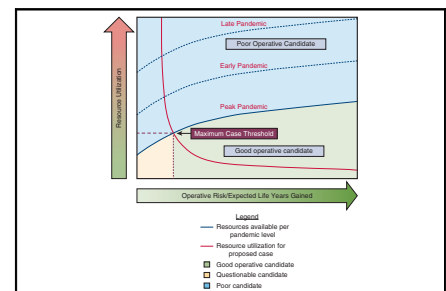 Late Pandemic
Poor Operative Candidate
Early Pandemic
Peak Pandemic
Maximum Case Threshold
Good operative candidate
Resource Utilization
Operative Risk/Expected Life Years Gained
Legend
Resources available per
pandemic level
Resource utilization for
proposed case
Good operative candidate
Questionable candidate
Poor candidate